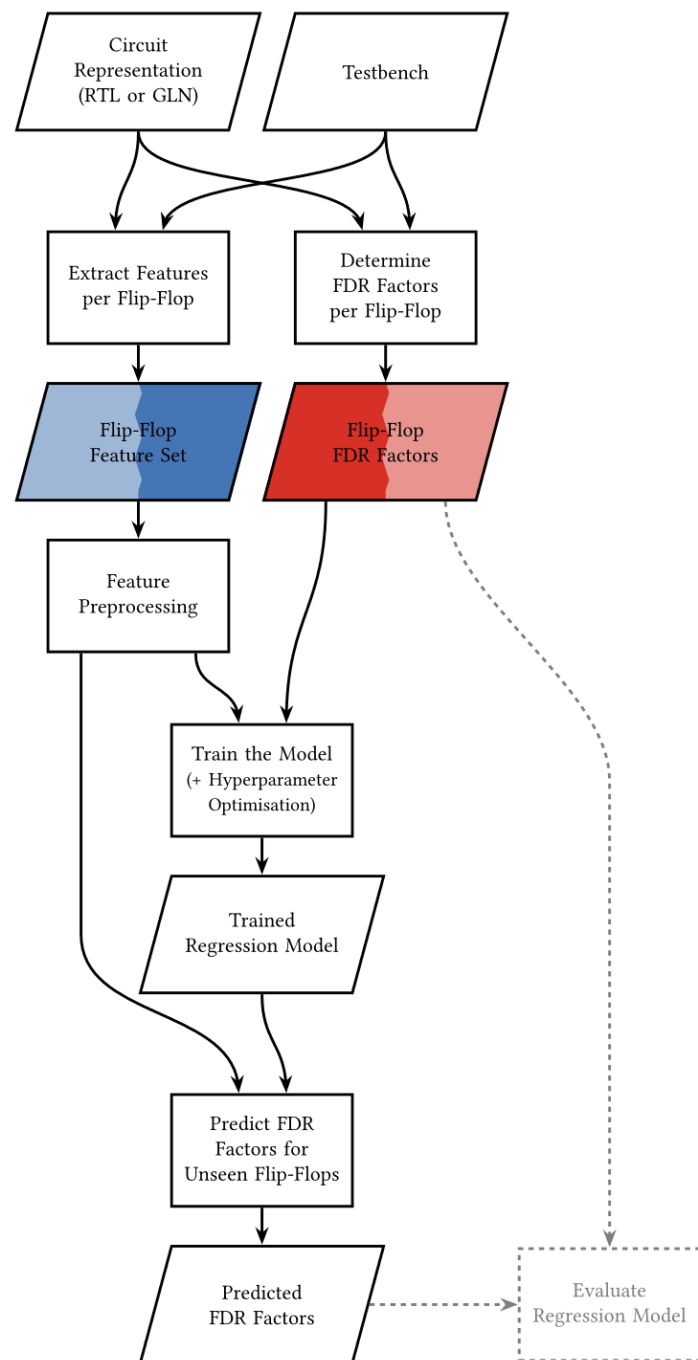 Circuit
Representation
(RTL or GLN)
Testbench
Extract Features
per Flip-Flop
Determine
FDR Factors
per Flip-Flop
Flip-Flop
Feature Set
Flip-Flop
FDR Factors
Feature
Preprocessing
Train the Model
(+ Hyperparameter
Optimisation)
Trained
Regression Model
Predict FDR
Factors for
Unseen Flip-Flops
Predicted
FDR Factors
Evaluate
Regression Model